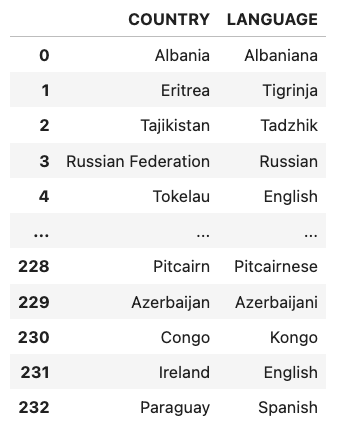 COUNTRY LANGUAGE
0 Albania Albaniana
1 Eritrea Tigrinja
2 Tajikistan Tadzhik
3 Russian Federation Russian
4 Tokelau English
... ... ...
228 Pitcairn Pitcairnese
229 Azerbaijan Azerbaijani
230 Congo Kongo
231 Ireland English
232 Paraguay Spanish